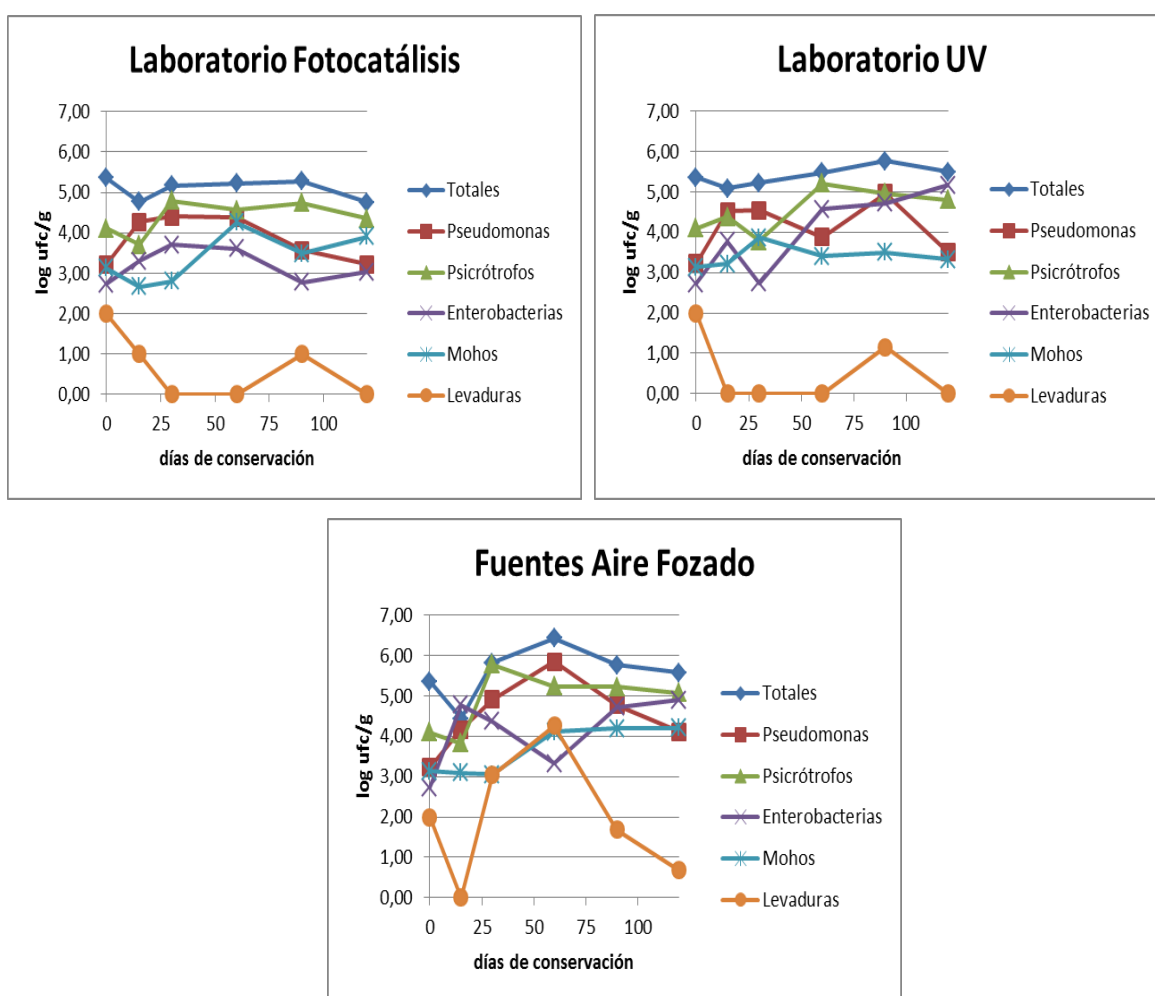 Laboratorio Fotocatálisis
7,00
6,00
5,00
4,00
3,00
2,00
1,00
0,00
log ufc/g
0 25 50 75 100
días de conservación
Totales
Pseudomonas
Psicrótrofos
Enterobacterias
Mohos
Levaduras
Laboratorio UV
7,00
6,00
5,00
4,00
3,00
2,00
1,00
0,00
log ufc/g
0 25 50 75 100
días de conservación
Totales
Pseudomonas
Psicrótrofos
Enterobacterias
Mohos
Levaduras
Fuentes Aire Fozado
7,00
6,00
5,00
4,00
3,00
2,00
1,00
0,00
log ufc/g
0 25 50 75 100
días de conservación
Totales
Pseudomonas
Psicrótrofos
Enterobacterias
Mohos
Levaduras